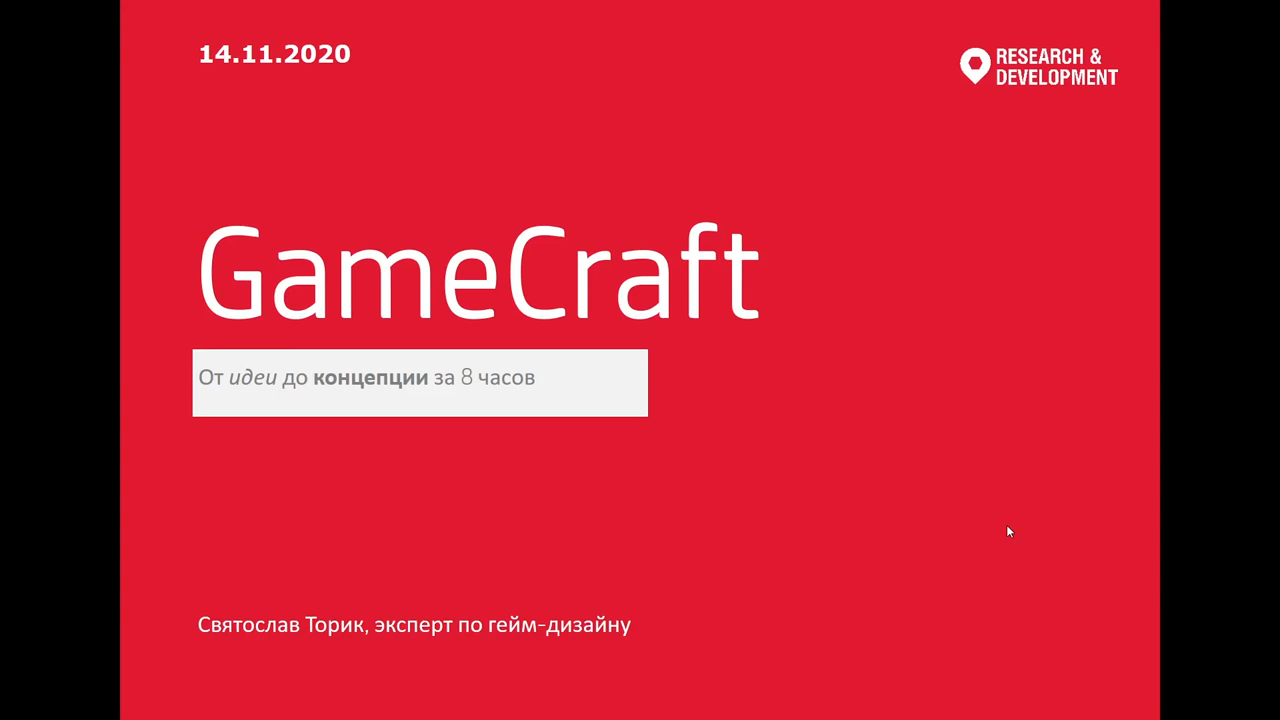 14.11.2020
RESEARCH &
DEVELOPMENT
GameCraft
От идеи до концепции за 8 часов
Святослав Торик, эксперт по гейм-дизайну